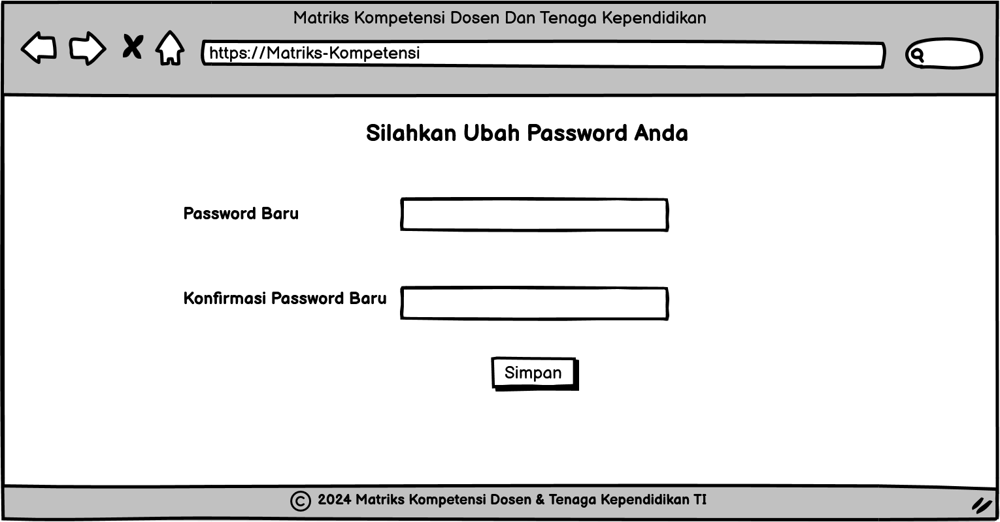 Matriks Kompetensi Dosen Dan Tenaga Kependidikan
https://Matriks-Kompetensi
Silahkan Ubah Password Anda
Password Baru
Konfirmasi Password Baru
Simpan
© 2024 Matriks Kompetensi Dosen & Tenaga Kependidikan TI